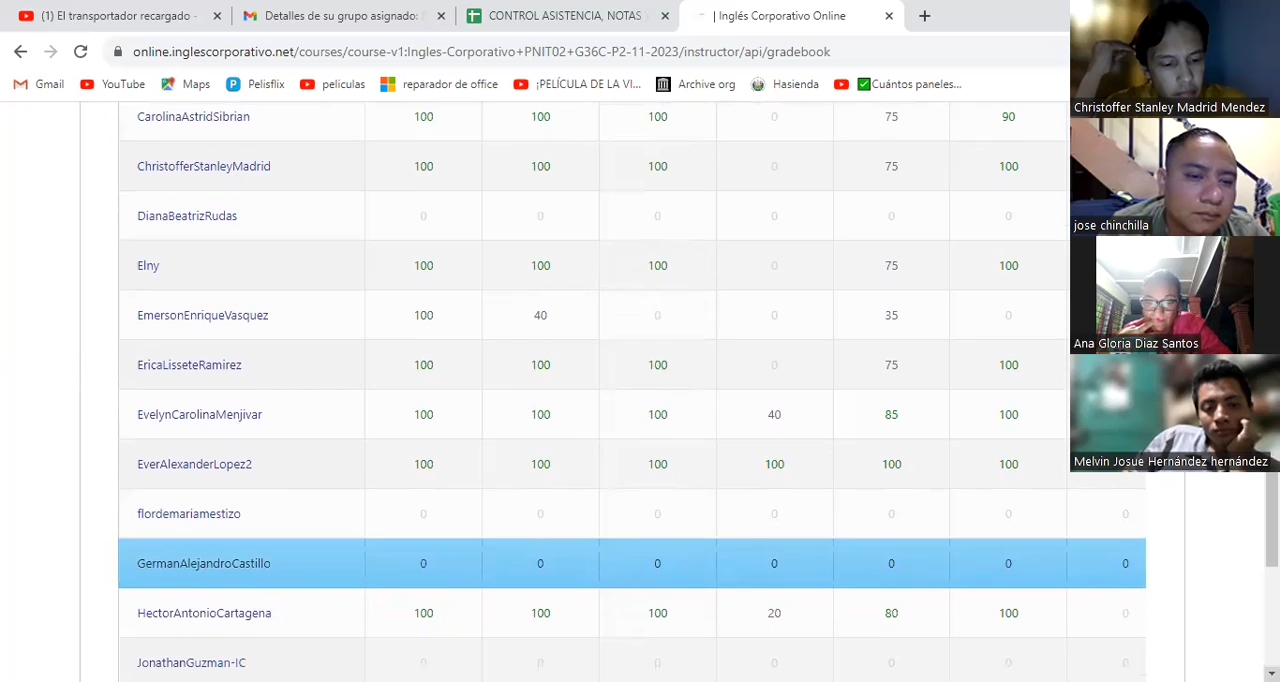 (1) El transportador recargado -
Detalles de su grupo asignado:
CONTROL ASISTENCIA, NOTAS
| Inglés Corporativo Online
online.inglescorporativo.net/courses/course-v1:Ingles-Corporativo+PNIT02+G36C-P2-11-2023/instructor/api/gradebook
Gmail YouTube Maps Pelisflix peliculas reparador de office ¡PELÍCULA DE LA VI... Archive org Hasienda Cuántos paneles...
CarolinaAstridSibrian 100 100 100 0 75 90
ChristofferStanleyMadrid 100 100 100 0 75 100
DianaBeatrizRudas 0 0 0 0 0 0
Elny 100 100 100 0 75 100
EmersonEnriqueVasquez 100 40 0 0 35 0
EricaLisseteRamirez 100 100 100 0 75 100
EvelynCarolinaMenjivar 100 100 100 40 85 100
EverAlexanderLopez2 100 100 100 100 100 100
flordemariamestizo 0 0 0 0 0 0 0
GermanAlejandroCastillo 0 0 0 0 0 0 0
HectorAntonioCartagena 100 100 100 20 80 100 0
JonathanGuzman-IC 0 0 0 0 0 0 0
Christoffer Stanley Madrid Mendez
jose chinchilla
Ana Gloria Diaz Santos
Melvin Josue Hernández hernández